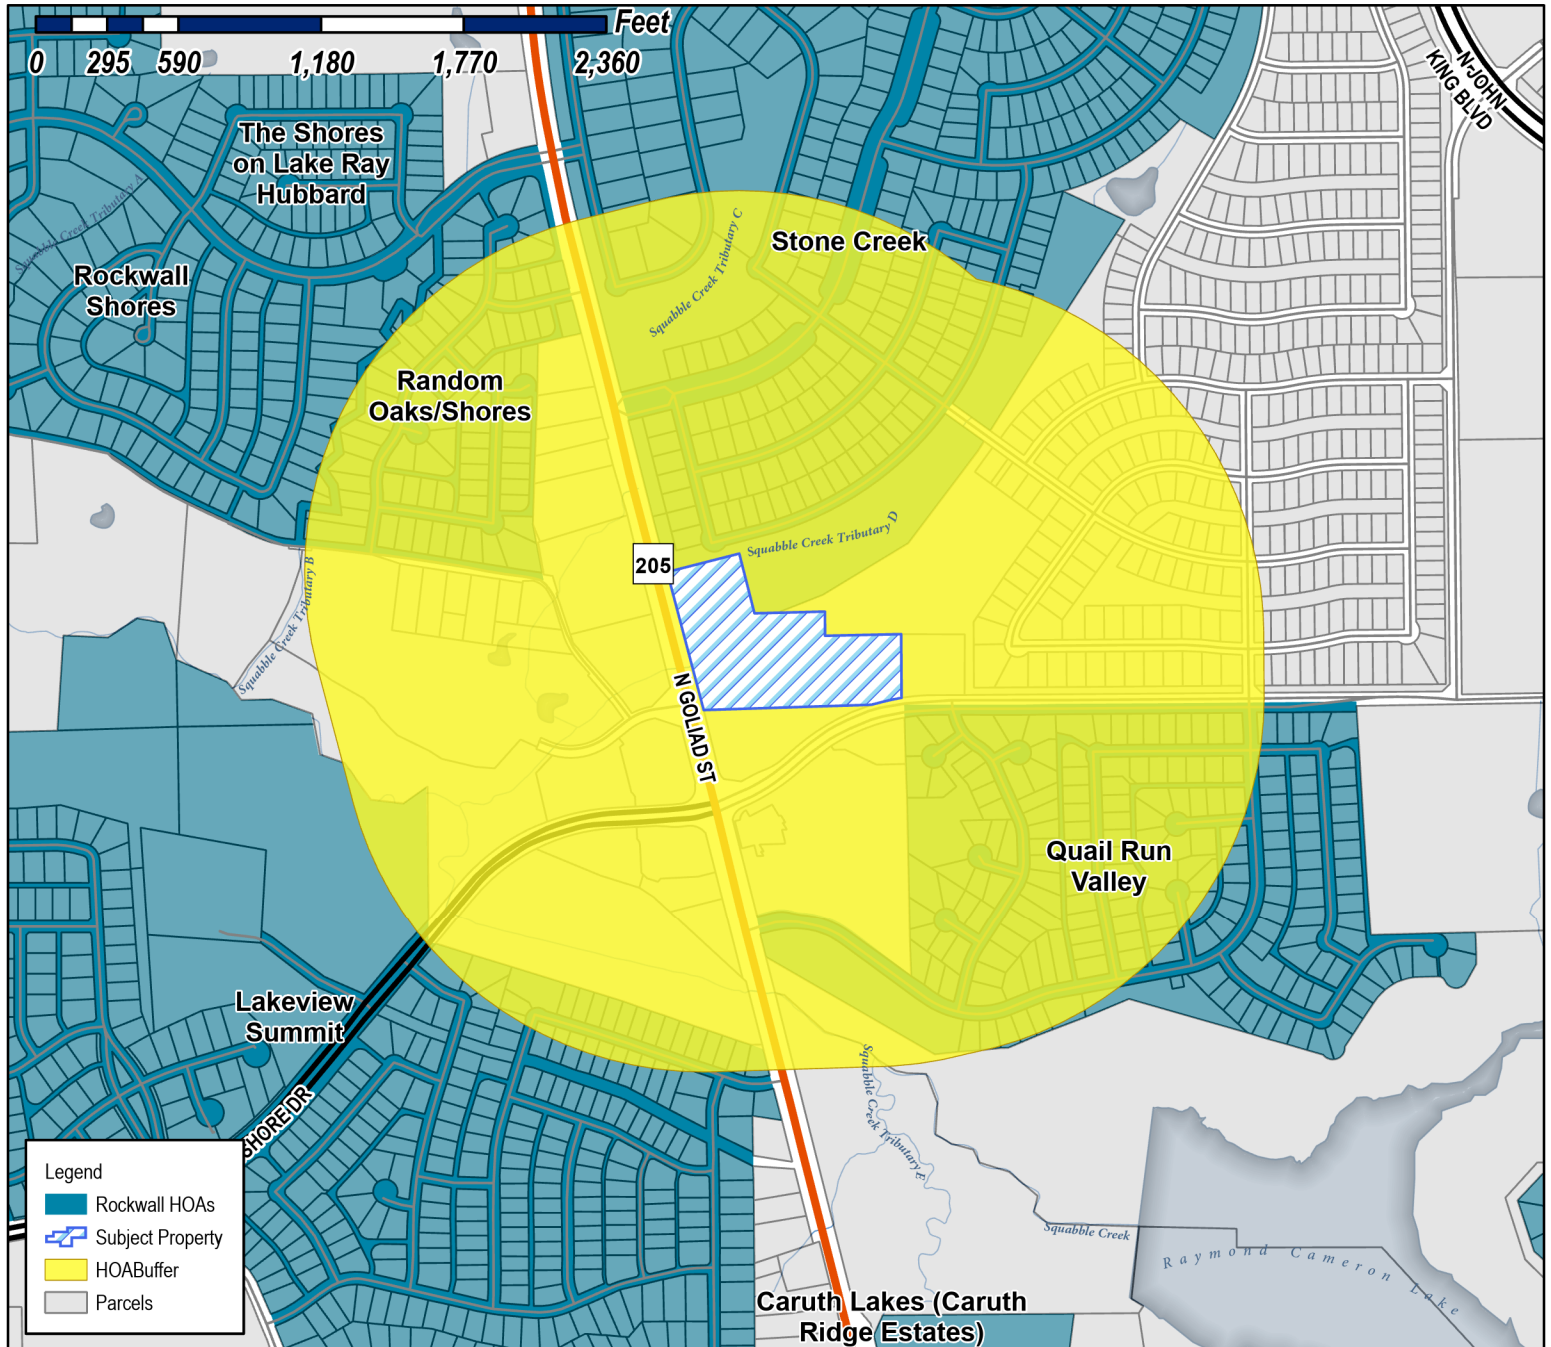 Feet
0 295 590 1,180 1,770 2,360
N-JOHN
KING BLVD
The Shores
on Lake Ray
Hubbard
Squabble Creek Tributary A
Squabble Creek Tributary C
Stone Creek
Rockwall
Shores
Random
Oaks/Shores
Squabble Creek Tributary D
205
Squabble Creek Tributary B
N GOLIAD ST
Quail Run
Valley
Lakeview
Summit
SHORE DR
Squabble Creek Tributary E
Squabble Creek
Raymond Cameron Lake
Caruth Lakes (Caruth
Ridge Estates)
Legend
Rockwall HOAs
Subject Property
HOABuffer
Parcels